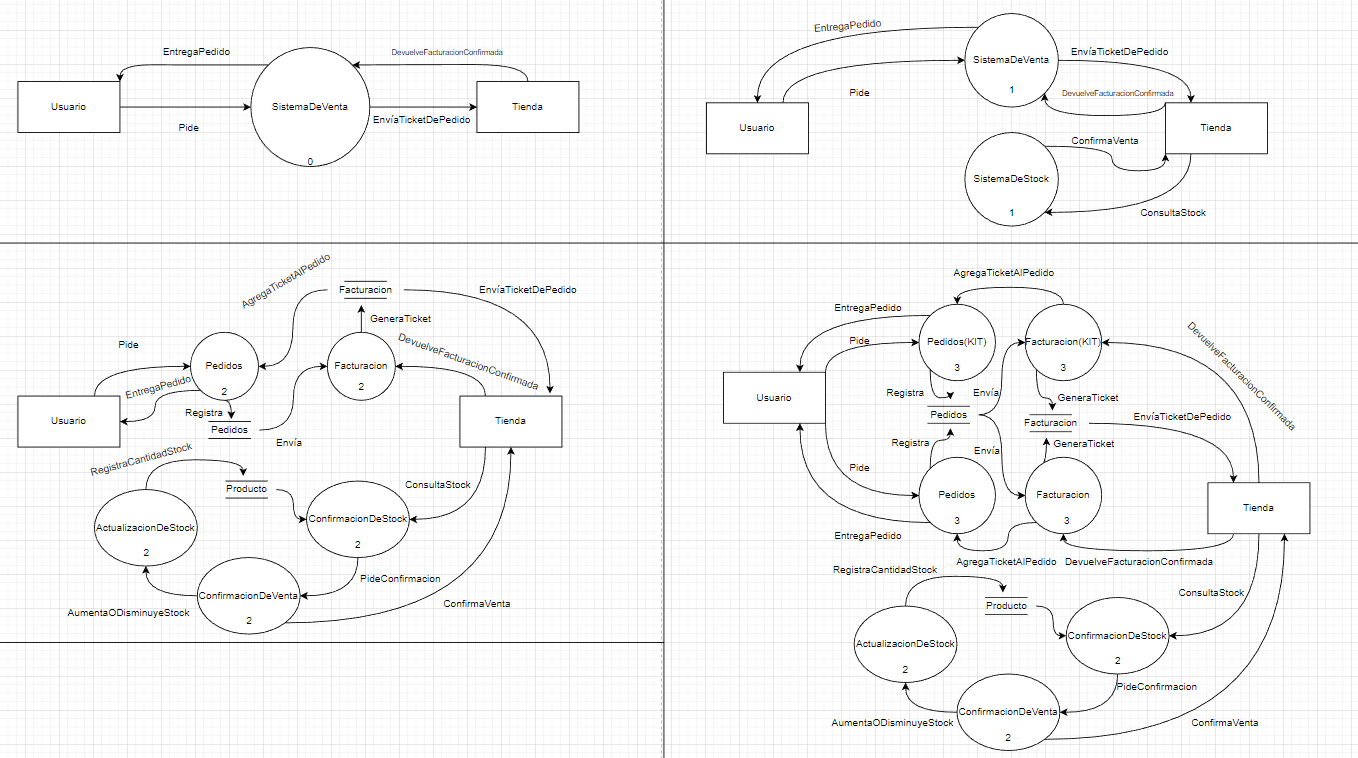 EntregaPedido
DevuelveFacturacionConfirmada
Usuario
SistemaDeVenta
Tienda
Pide
EnvíaTicketDePedido
0
EntregaPedido
SistemaDeVenta
EnvíaTicketDePedido
Pide
1
DevuelveFacturacionConfirmada
Usuario
Tienda
ConfirmaVenta
SistemaDeStock
1
ConsultaStock
AgregaTicketAlPedido
Facturacion
EnvíaTicketDePedido
GeneraTicket
Pide
DevuelveFacturacionConfirmada
Pedidos
Facturacion
EntregaPedido
2
2
Registra
Usuario
Pedidos
Tienda
Envía
RegistraCantidadStock
Producto
ConsultaStock
ActualizacionDeStock
ConfirmacionDeStock
2
2
PideConfirmacion
ConfirmacionDeVenta
AumentaODisminuyeStock
2
ConfirmaVenta
AgregaTicketAlPedido
EntregaPedido
Pide
Pedidos(KIT)
Facturacion(KIT)
DevuelveFacturacionConfirmada
3
3
Usuario
Registra
Envía
GeneraTicket
Pedidos
Facturacion
EnvíaTicketDePedido
Registra
Envía
GeneraTicket
Pide
Pedidos
Facturacion
3
3
Tienda
EntregaPedido
AgregaTicketAlPedido
DevuelveFacturacionConfirmada
RegistraCantidadStock
Producto
ConsultaStock
ActualizacionDeStock
ConfirmacionDeStock
2
2
PideConfirmacion
ConfirmacionDeVenta
AumentaODisminuyeStock
2
ConfirmaVenta